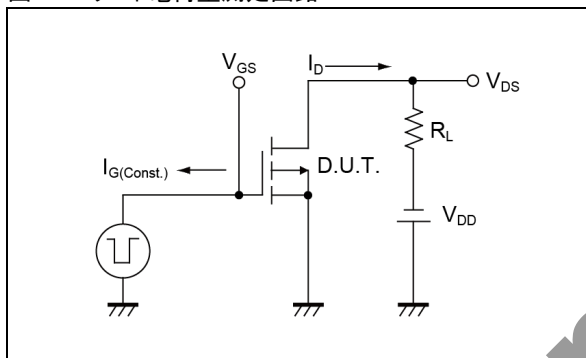 V_GS
I_D
V_DS
R_L
I_G(Const.)
D.U.T.
V_DD